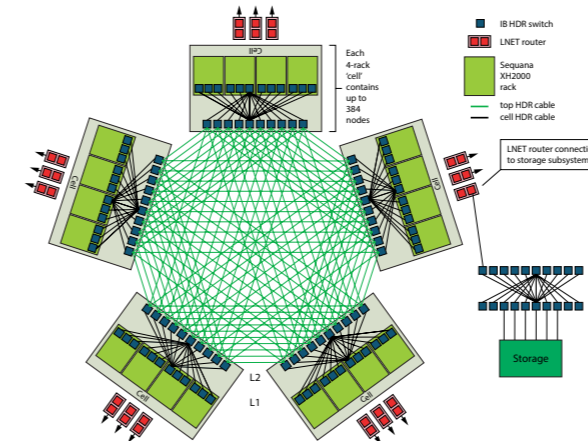 Cell
Each
4-rack
'cell'
contains
up to
384
nodes
IB HDR switch
LNET router
Sequana
XH2000
rack
top HDR cable
cell HDR cable
LNET router connecti
to storage subsystem
Cell
Cell
Storage
L2
L1
Cell
Cell